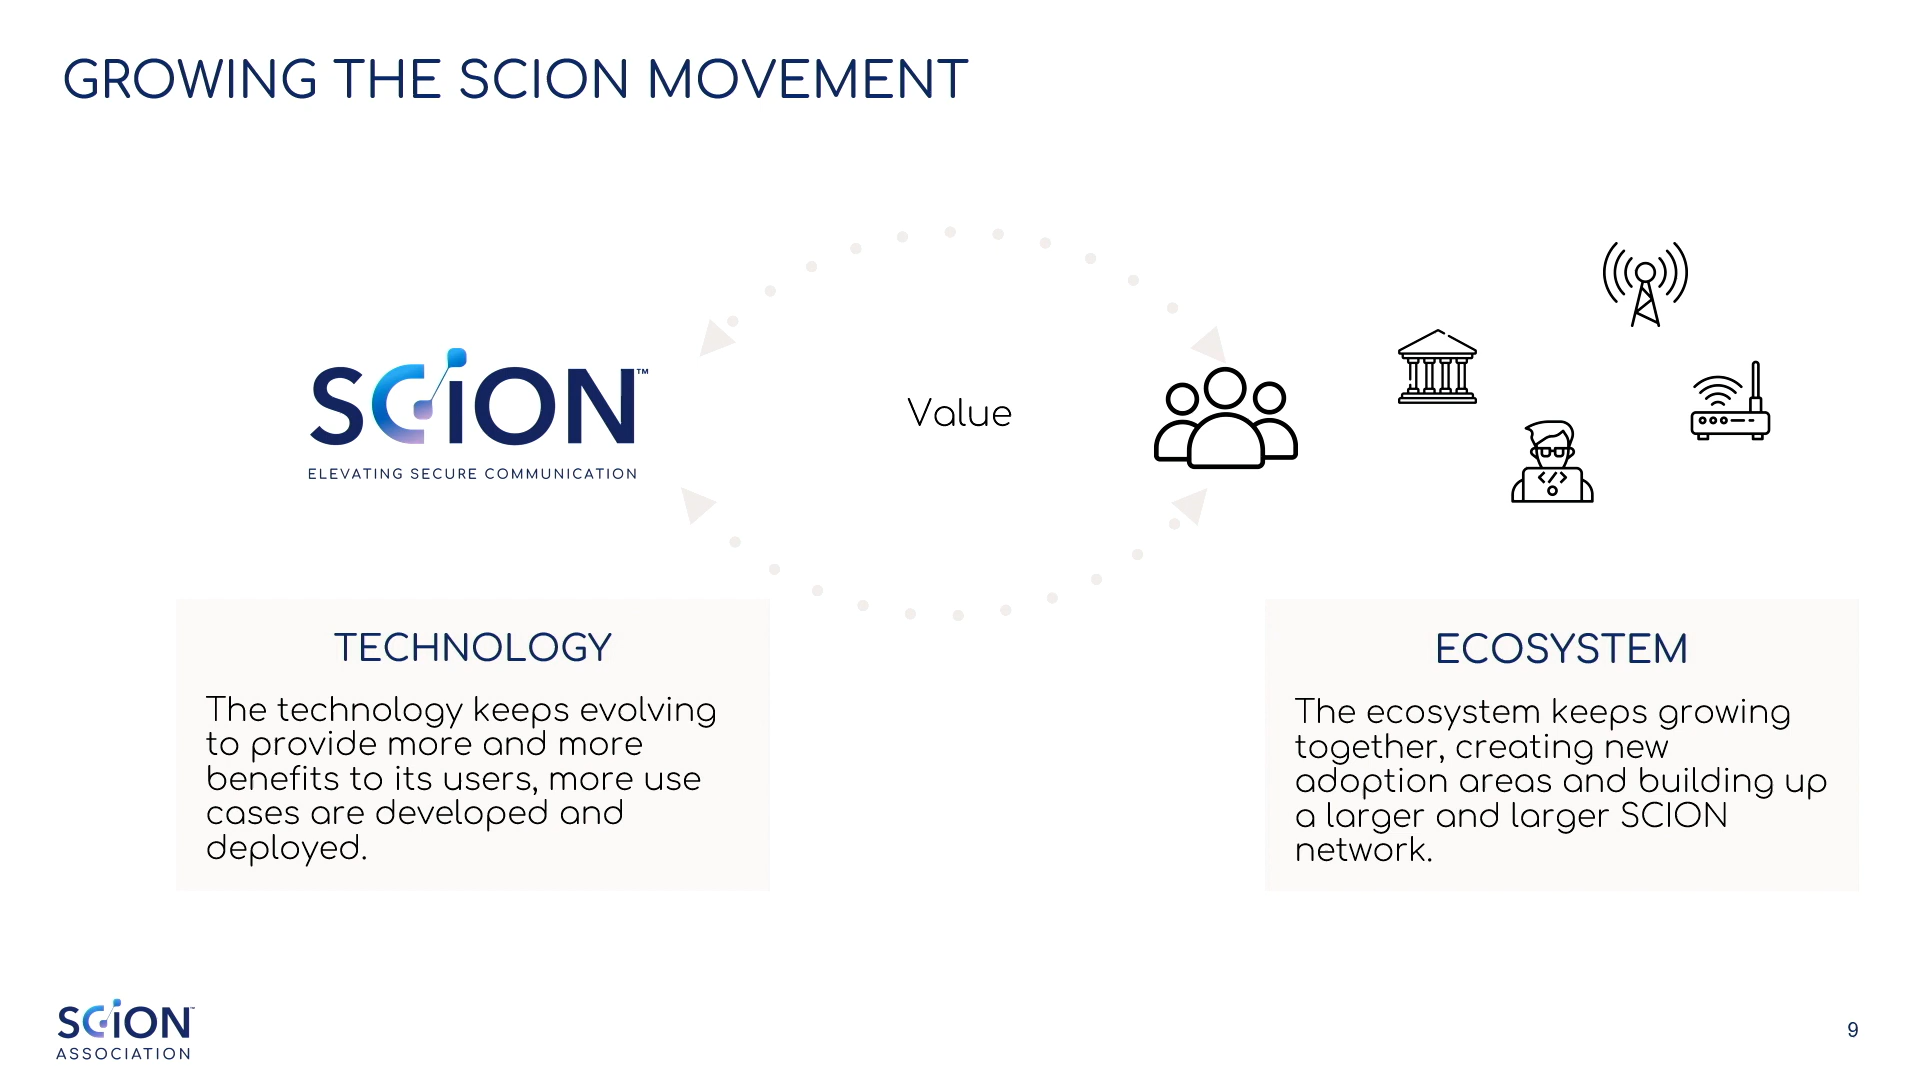 GROWING THE SCION MOVEMENT
SCiON™
ELEVATING SECURE COMMUNICATION
Value
TECHNOLOGY
The technology keeps evolving
to provide more and more
benefits to its users, more use
cases are developed and
deployed.
ECOSYSTEM
The ecosystem keeps growing
together, creating new
adoption areas and building up
a larger and larger SCION
network.
SCiON™
ASSOCIATION
9